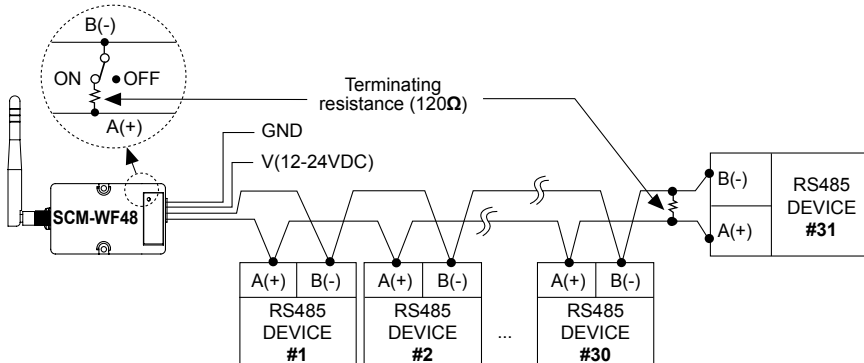 B(-)
ON OFF
A(+)
Terminating
resistance (120Ω)
GND
V(12-24VDC)
SCM-WF48
B(-)
A(+)
RS485
DEVICE
#31
A(+) B(-)
RS485
DEVICE
#1
A(+) B(-)
RS485
DEVICE
#2
...
A(+) B(-)
RS485
DEVICE
#30